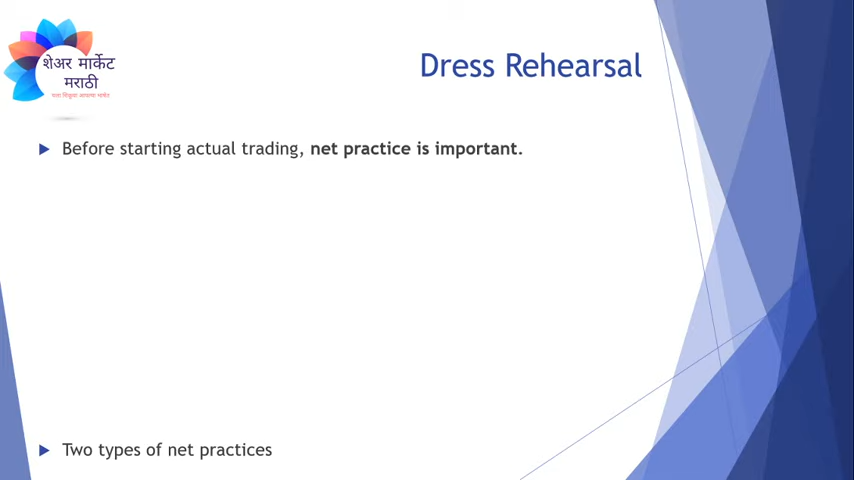 शेअर मार्केट
मराठी
Dress Rehearsal
Before starting actual trading, net practice is important.
Two types of net practices